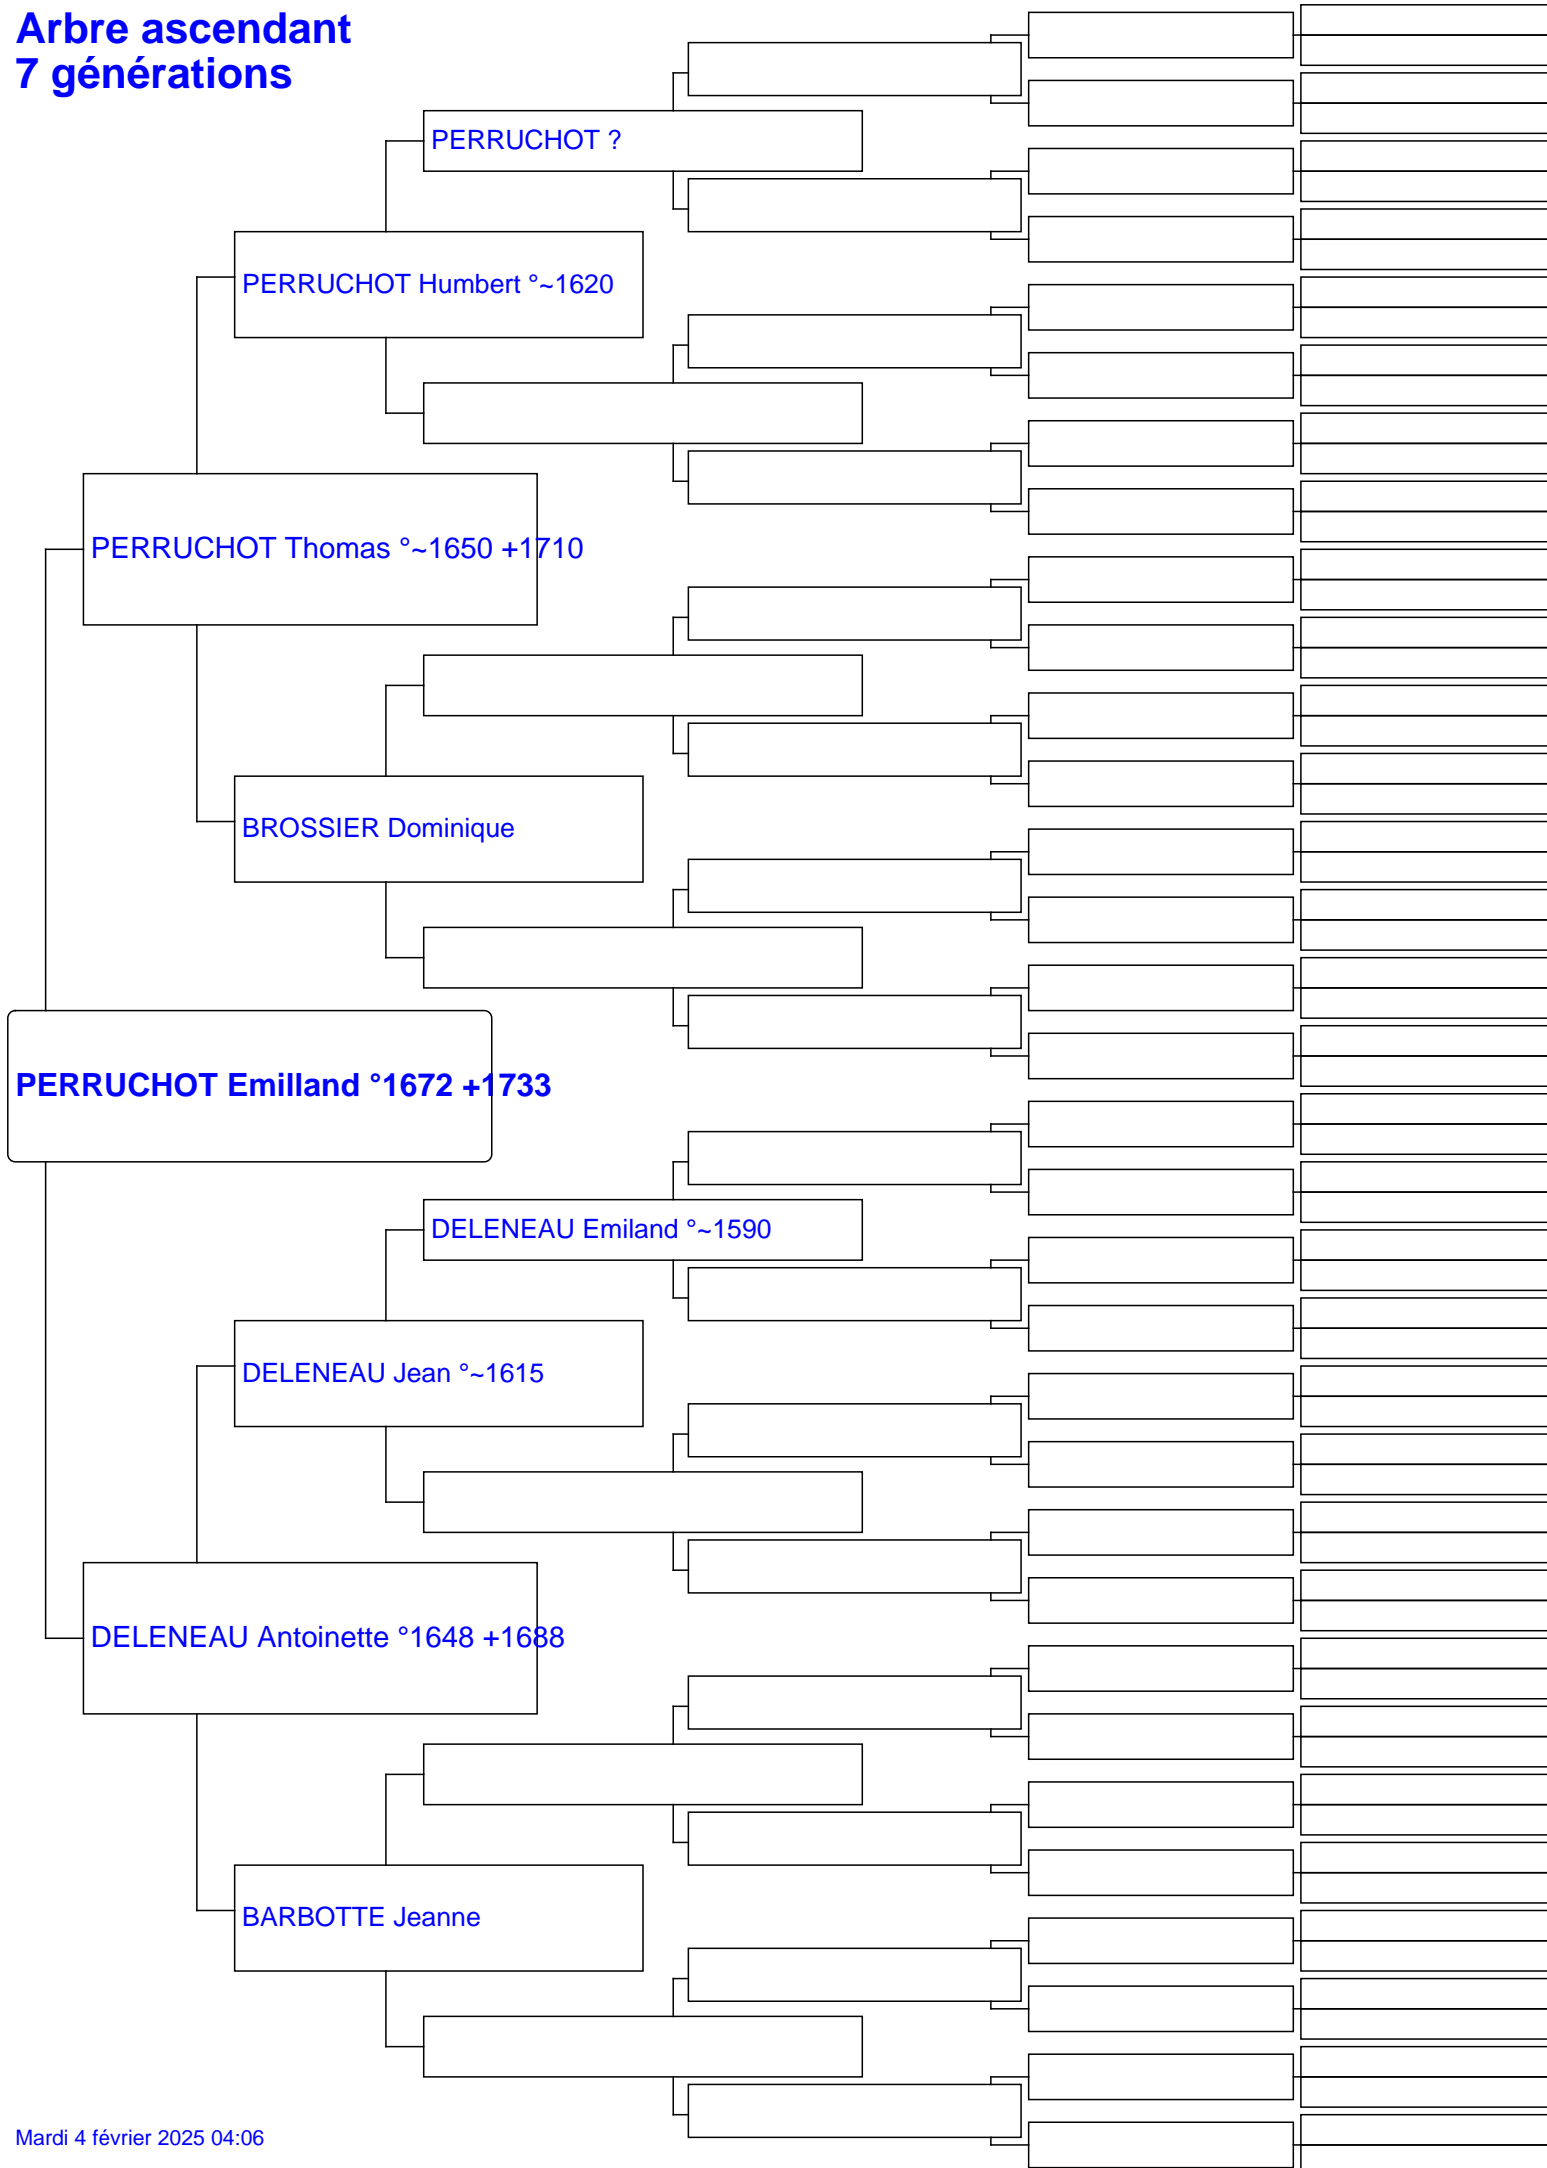 Arbre ascendant
7 générations
PERRUCHOT ?
PERRUCHOT Humbert °~1620
PERRUCHOT Thomas °~1650 +1710
BROSSIER Dominique
PERRUCHOT Emilland °1672 +1733
DELENEAU Emiland °~1590
DELENEAU Jean °~1615
DELENEAU Antoinette °1648 +1688
BARBOTTE Jeanne
Mardi 4 février 2025 04:06